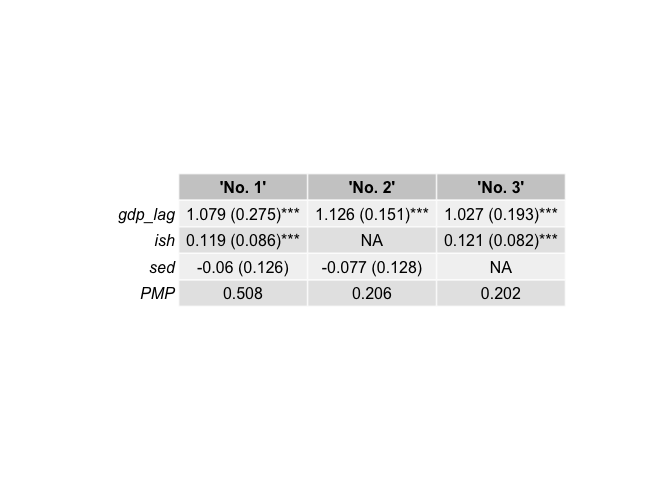 'No. 1' 'No. 2' 'No. 3'
gdp_lag 1.079 (0.275)*** 1.126 (0.151)*** 1.027 (0.193)***
ish 0.119 (0.086)*** NA 0.121 (0.082)***
sed -0.06 (0.126) -0.077 (0.128) NA
PMP 0.508 0.206 0.202